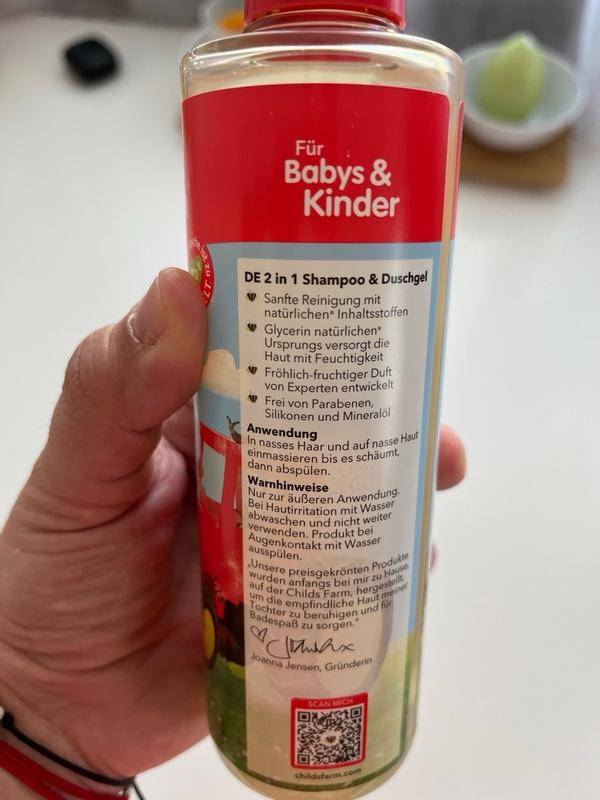 Für
Babys &
Kinder
DE 2 in 1 Shampoo & Duschgel
Sanfte Reinigung mit
natürlichen* Inhaltsstoffen
Glycerin natürlichen*
Ursprungs versorgt die
Haut mit Feuchtigkeit
Fröhlich-fruchtiger Duft
von Experten entwickelt
Frei von Parabenen,
Silikonen und Mineralöl
Anwendung
In nasses Haar und auf nasse Haut
einmassieren bis es schäumt,
dann abspülen.
Warnhinweise
Nur zur äußeren Anwendung.
Bei Hautirritation mit Wasser
abwaschen und nicht weiter
verwenden. Produkt bei
Augenkontakt mit Wasser
ausspülen.
„Unsere preisgekrönten Produkte
wurden anfangs bei mir zu Hause,
auf der Childs Farm, hergestellt,
um die empfindliche Haut meiner
Tochter zu beruhigen und für
Badespaß zu sorgen.“
Joanna Jensen, Gründerin
SCAN MICH
childsfarm.com